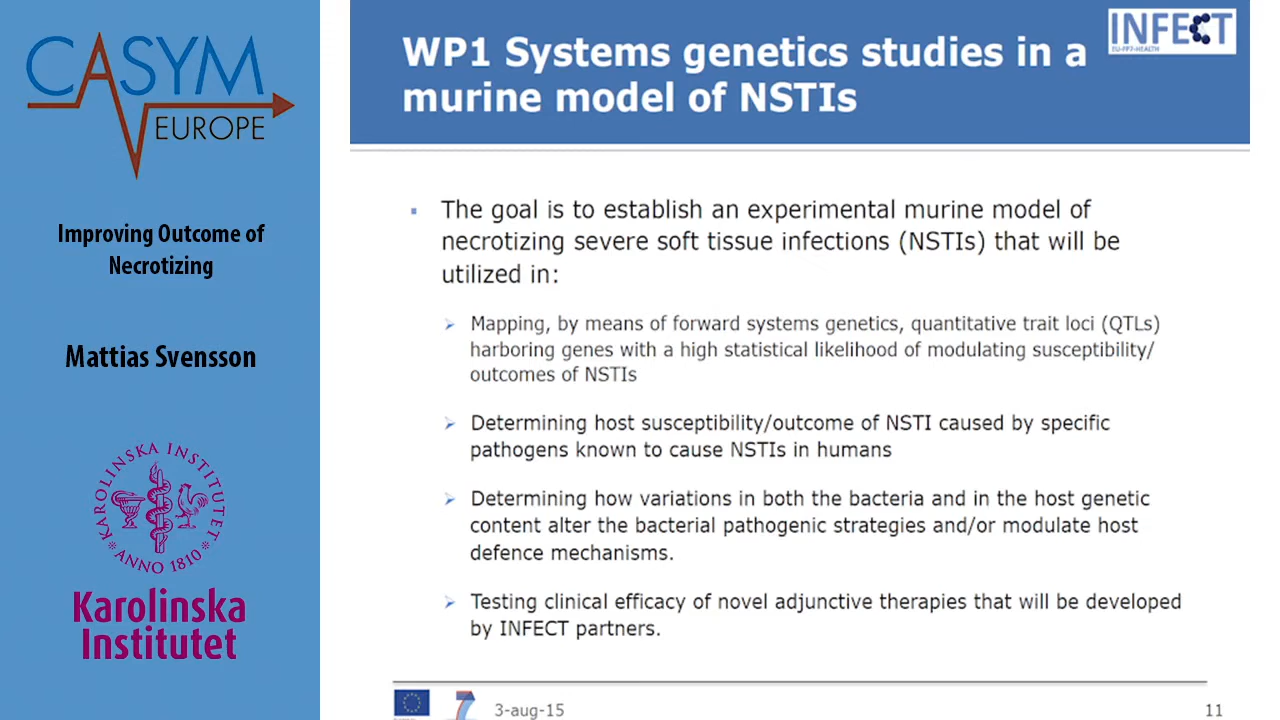 CASYM
EUROPE
Improving Outcome of
Necrotizing
Mattias Svensson
KAROLINSKA INSTITUTET
ANNO 1810
Karolinska
Institutet
INFECT
EU-FP7-HEALTH
WP1 Systems genetics studies in a
murine model of NSTIs
The goal is to establish an experimental murine model of
necrotizing severe soft tissue infections (NSTIs) that will be
utilized in:
Mapping, by means of forward systems genetics, quantitative trait loci (QTLs)
harboring genes with a high statistical likelihood of modulating susceptibility/
outcomes of NSTIs
Determining host susceptibility/outcome of NSTI caused by specific
pathogens known to cause NSTIs in humans
Determining how variations in both the bacteria and in the host genetic
content alter the bacterial pathogenic strategies and/or modulate host
defence mechanisms.
Testing clinical efficacy of novel adjunctive therapies that will be developed
by INFECT partners.
7
3-aug-15
11